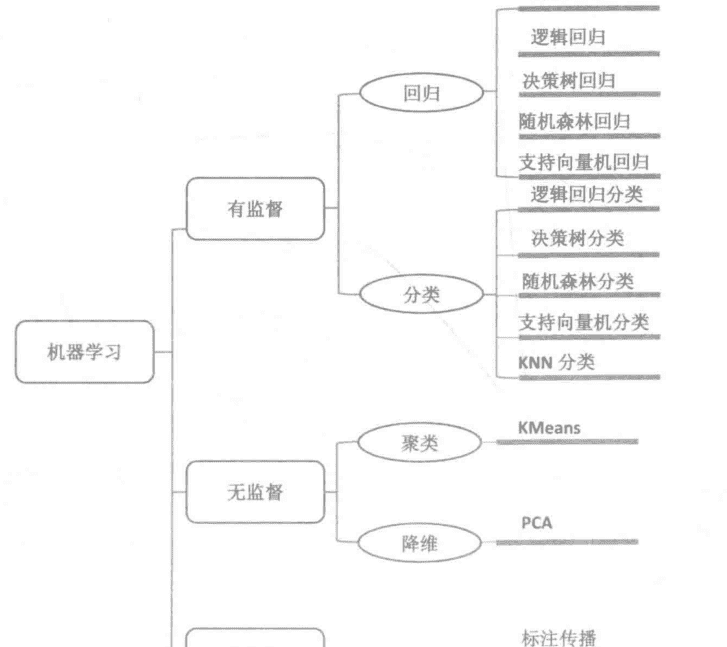 逻辑回归
决策树回归
回归
随机森林回归
支持向量机回归
有监督
逻辑回归分类
决策树分类
分类
随机森林分类
支持向量机分类
KNN 分类
机器学习
聚类
KMeans
无监督
降维
PCA
标注传播